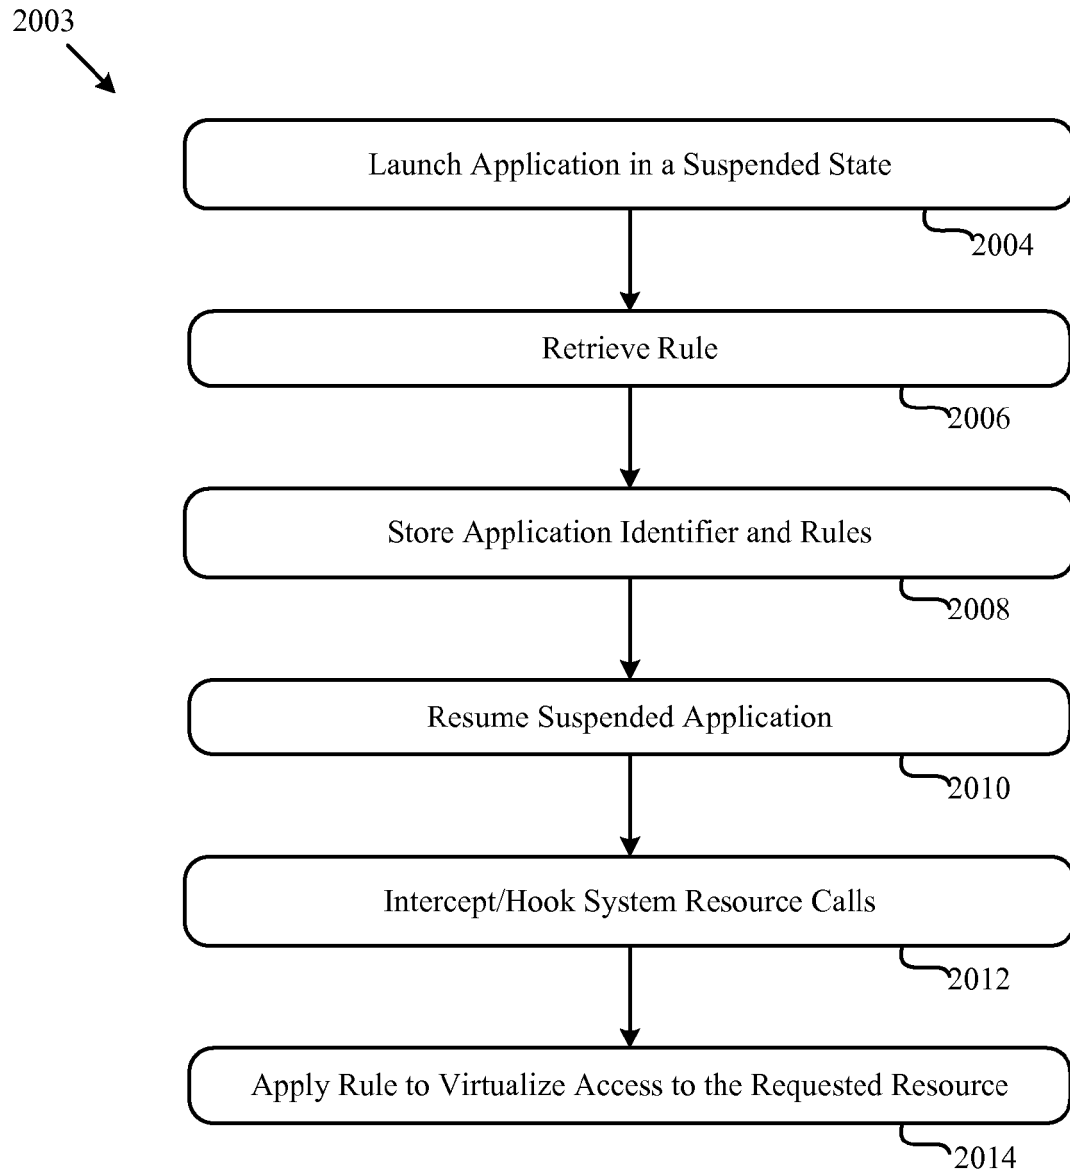 2003
Launch Application in a Suspended State
2004
Retrieve Rule
2006
Store Application Identifier and Rules
2008
Resume Suspended Application
2010
Intercept/Hook System Resource Calls
2012
Apply Rule to Virtualize Access to the Requested Resource
2014